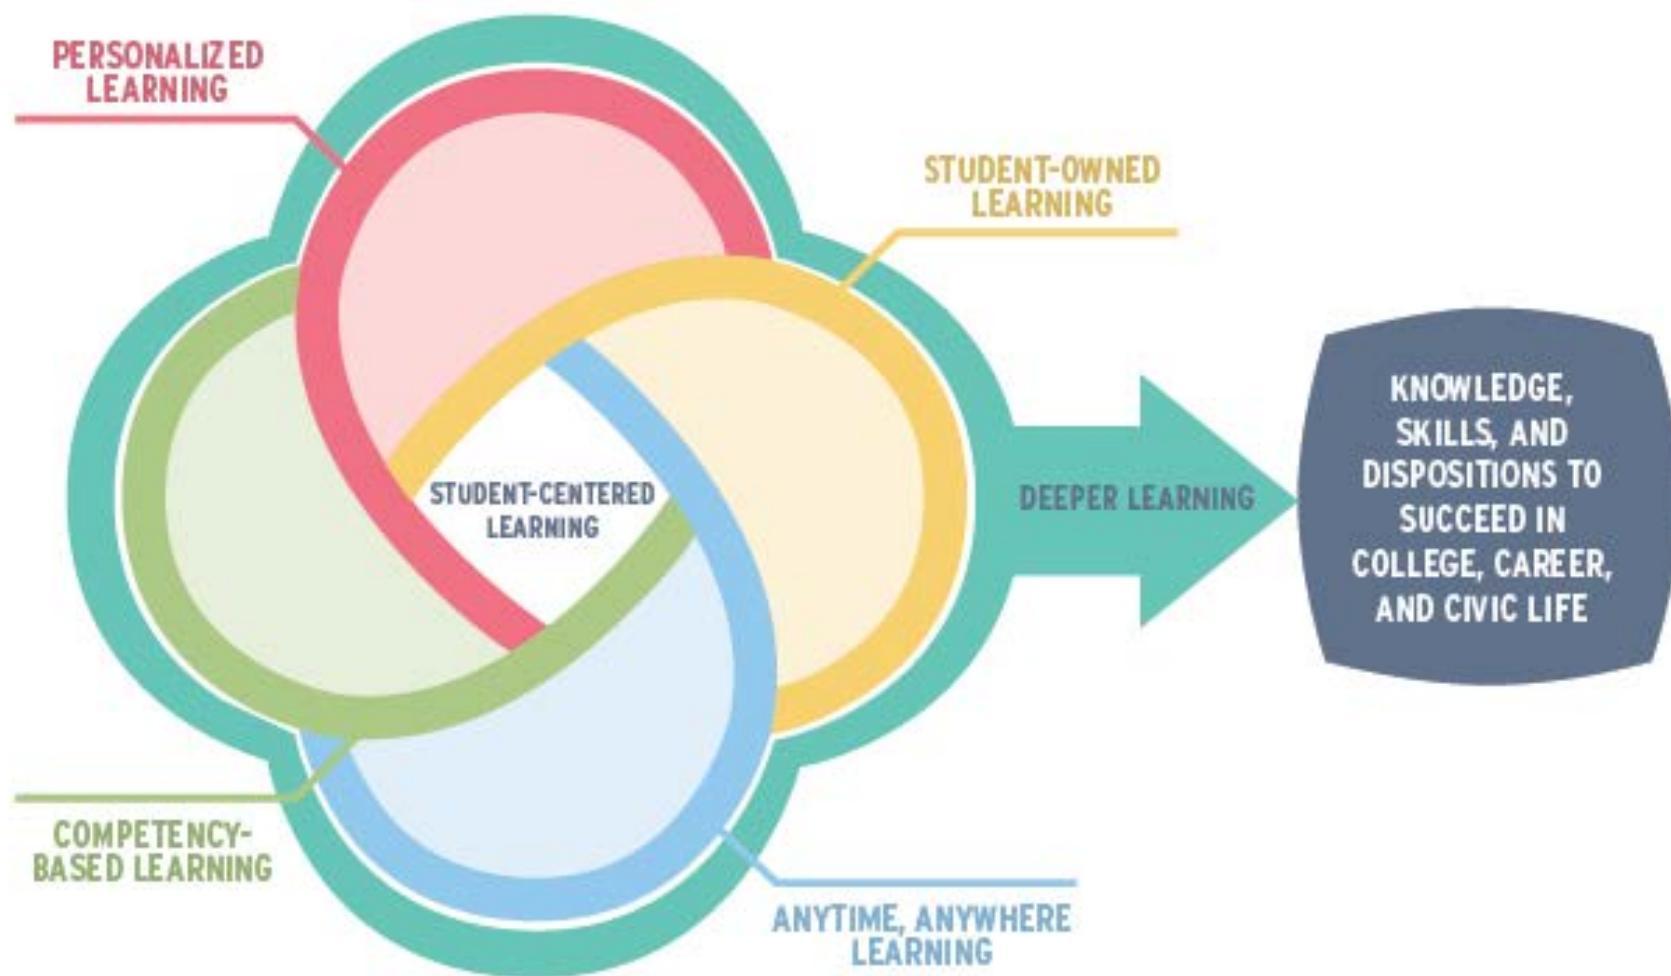 PERSONALIZED
LEARNING
STUDENT-OWNED
LEARNING
STUDENT-CENTERED
LEARNING
DEEPER LEARNING
KNOWLEDGE,
SKILLS, AND
DISPOSITIONS TO
SUCCEED IN
COLLEGE, CAREER,
AND CIVIC LIFE
COMPETENCY-
BASED LEARNING
ANYTIME, ANYWHERE
LEARNING